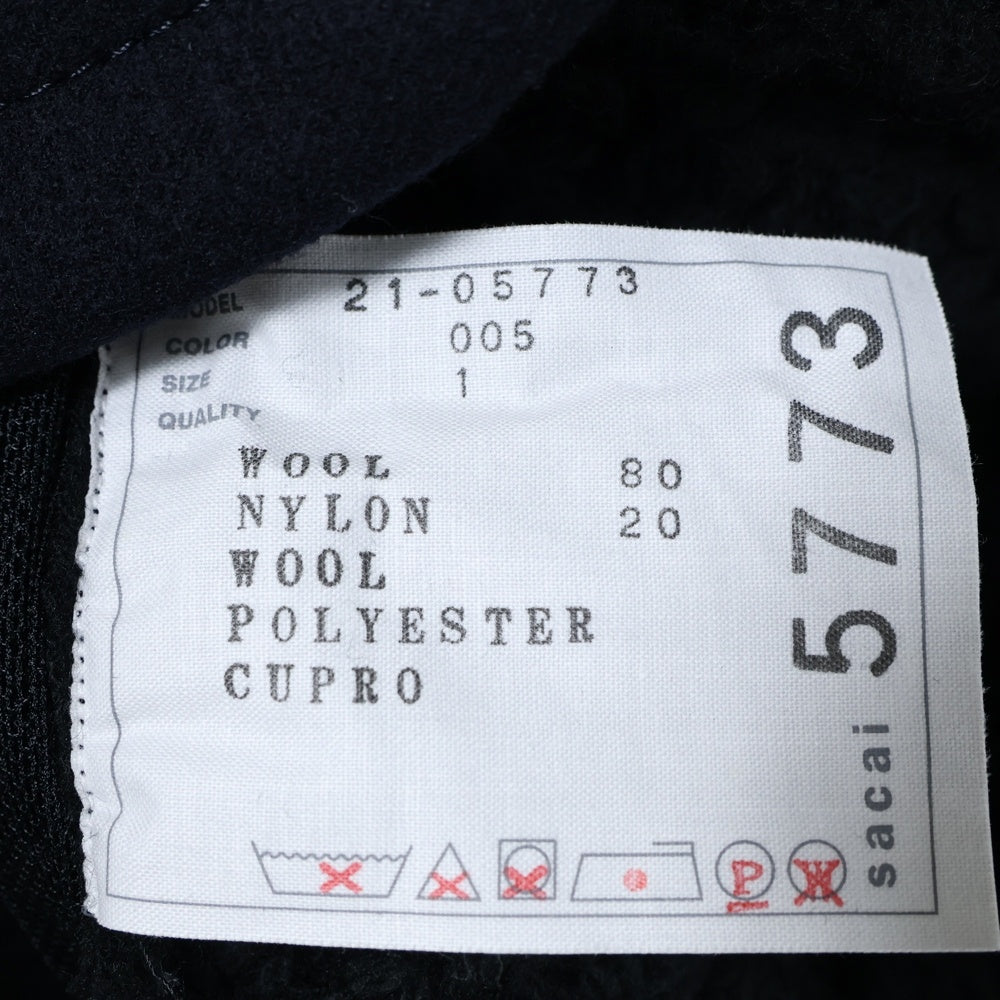 MODEL 21-05773
COLOR 005
SIZE 1
QUALITY
WOOL 80
NYLON 20
WOOL
POLYESTER
CUPRO
P W
sacai 5773